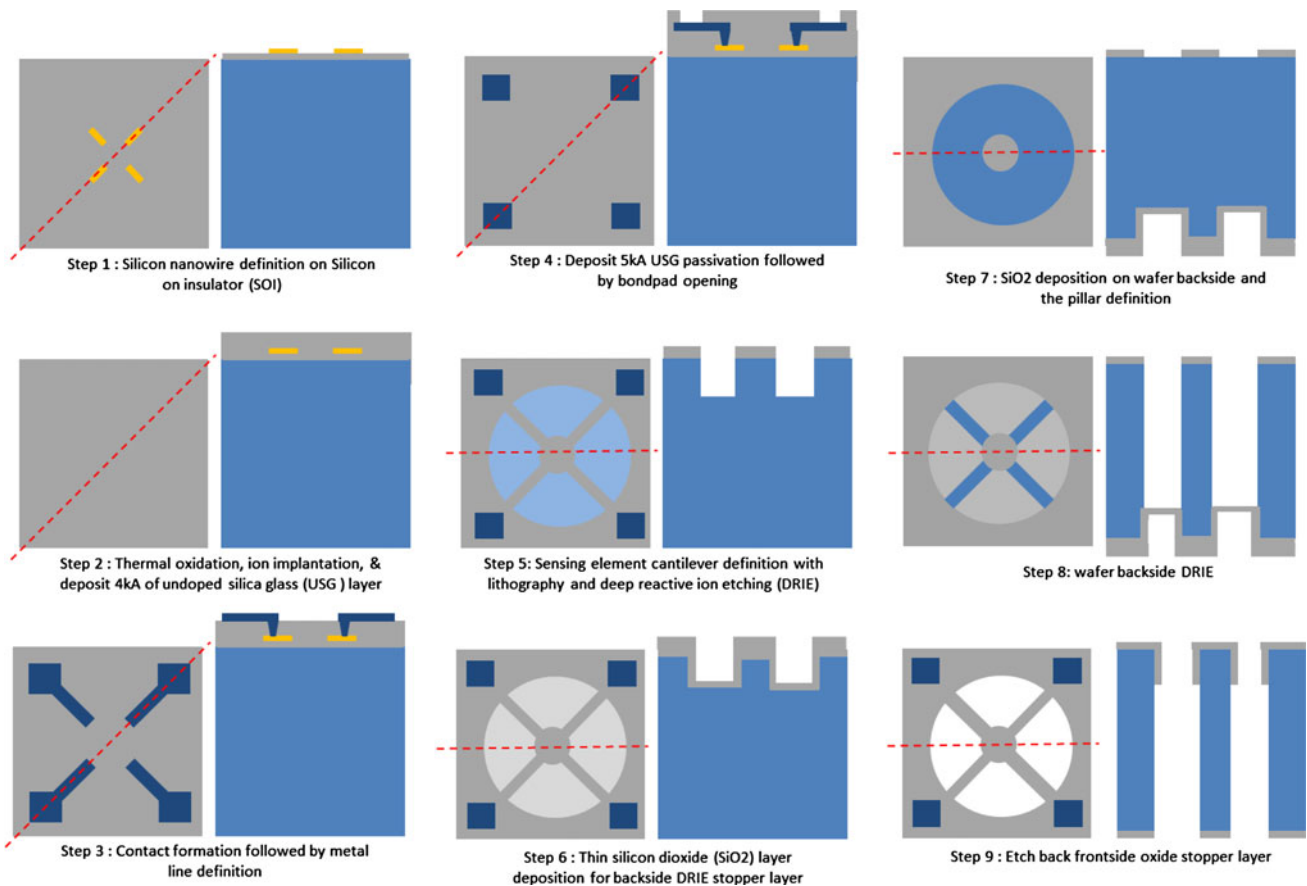 Step 1 : Silicon nanowire definition on Silicon
on insulator (SOI)
Step 2 : Thermal oxidation, ion implantation, &
deposit 4kA of undoped silica glass (USG ) layer
Step 3 : Contact formation followed by metal
line definition
Step 4 : Deposit 5kA USG passivation followed
by bondpad opening
Step 5: Sensing element cantilever definition with
lithography and deep reactive ion etching (DRIE)
Step 6 : Thin silicon dioxide (SiO2) layer
deposition for backside DRIE stopper layer
Step 7 : SiO2 deposition on wafer backside and
the pillar definition
Step 8: wafer backside DRIE
Step 9 : Etch back frontside oxide stopper layer